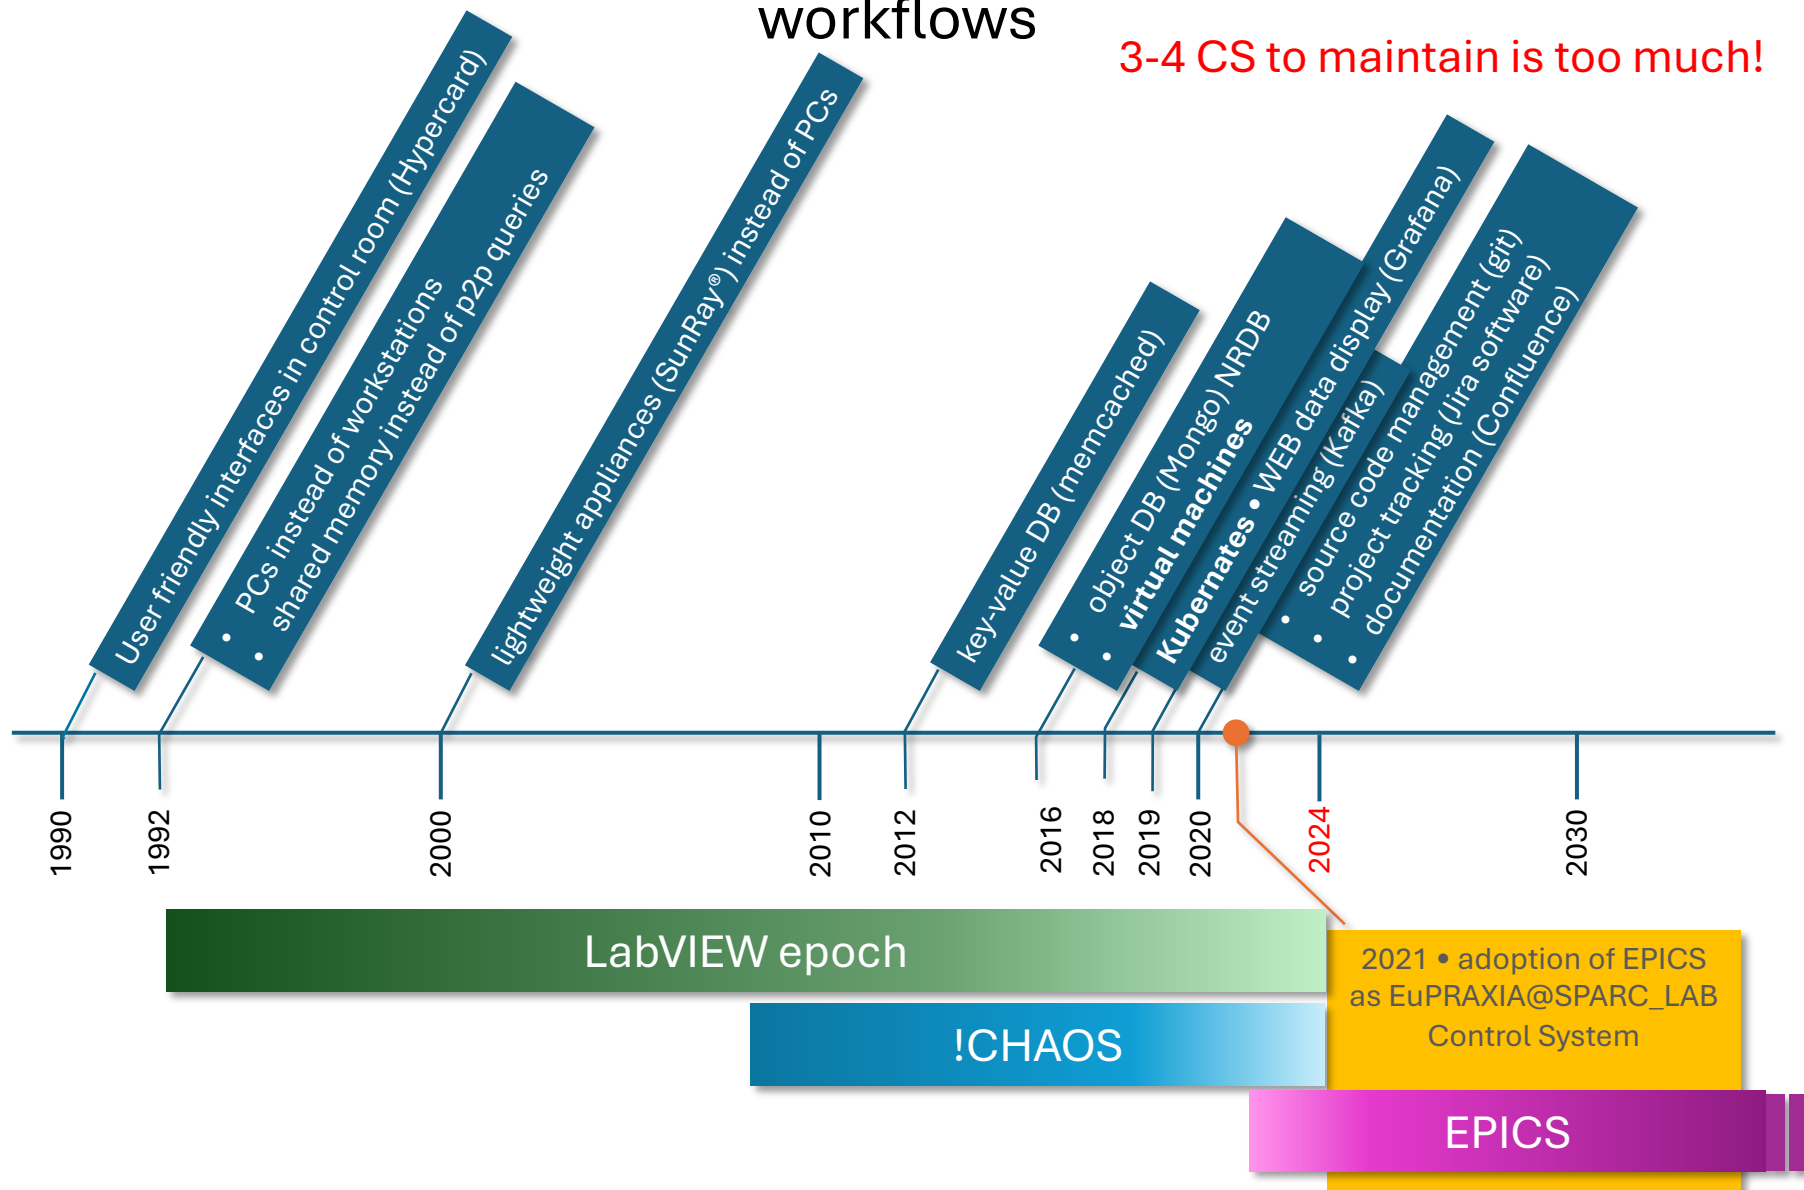 workflows
3-4 CS to maintain is too much!
User friendly interfaces in control room (Hypercard)
• PCs instead of workstations
• shared memory instead of p2p queries
lightweight appliances (SunRay®) instead of PCs
key-value DB (memcached)
• object DB (Mongo) NRDB
• virtual machines
Kubernates • WEB data display (Grafana)
event streaming (Kafka)
• source code management (git)
• project tracking (Jira software)
• documentation (Confluence)
1990
1992
2000
2010
2012
2016
2018
2019
2020
2024
2030
LabVIEW epoch
2021 • adoption of EPICS
as EuPRAXIA@SPARC_LAB
Control System
!CHAOS
EPICS